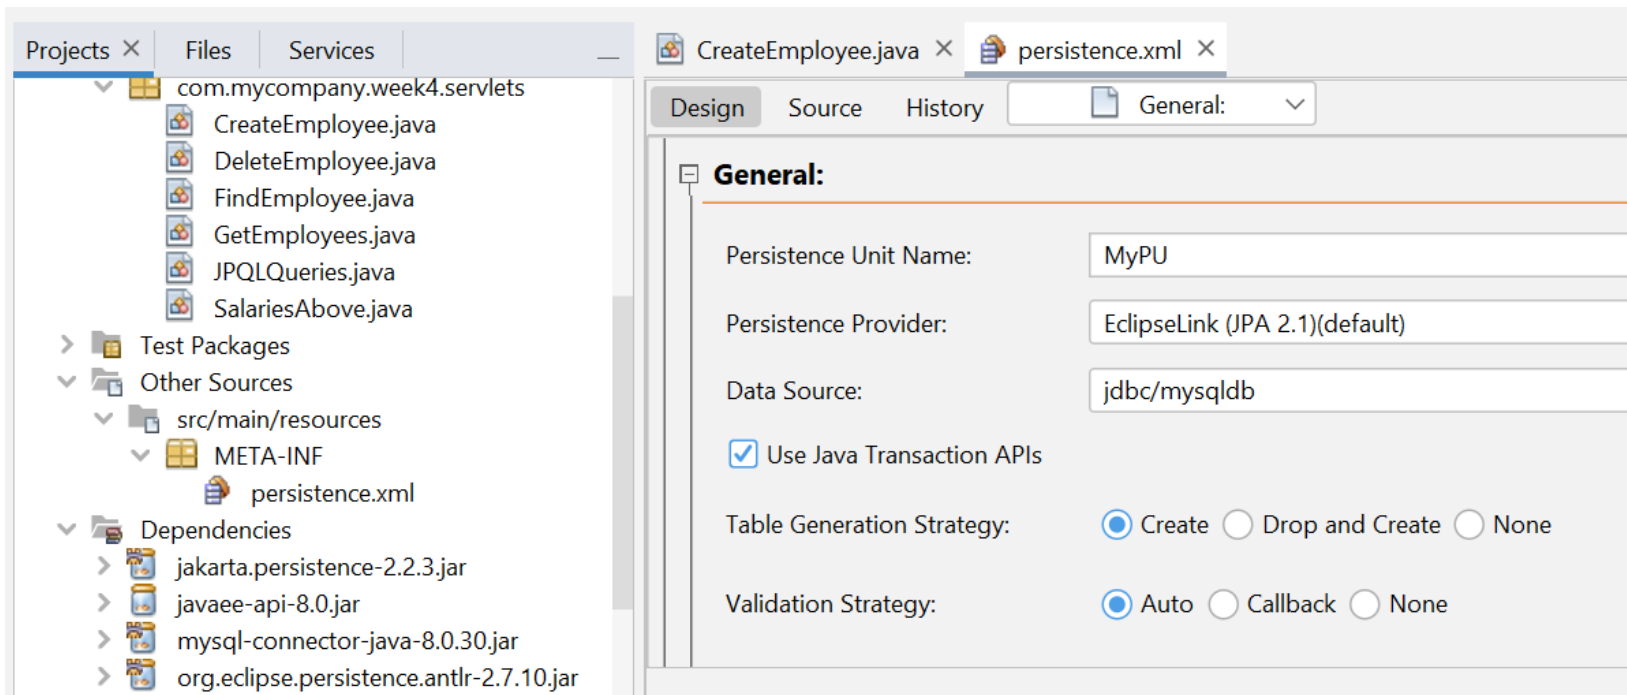 Projects Files Services
com.mycompany.week4.servlets
CreateEmployee.java
DeleteEmployee.java
FindEmployee.java
GetEmployees.java
JPQLQueries.java
SalariesAbove.java
Test Packages
Other Sources
src/main/resources
META-INF
persistence.xml
Dependencies
jakarta.persistence-2.2.3.jar
javaee-api-8.0.jar
mysql-connector-java-8.0.30.jar
org.eclipse.persistence.antlr-2.7.10.jar
CreateEmployee.java persistence.xml
Design Source History General:
General:
Persistence Unit Name: MyPU
Persistence Provider: EclipseLink (JPA 2.1)(default)
Data Source: jdbc/mysqldb
Use Java Transaction APIs
Table Generation Strategy: Create Drop and Create None
Validation Strategy: Auto Callback None